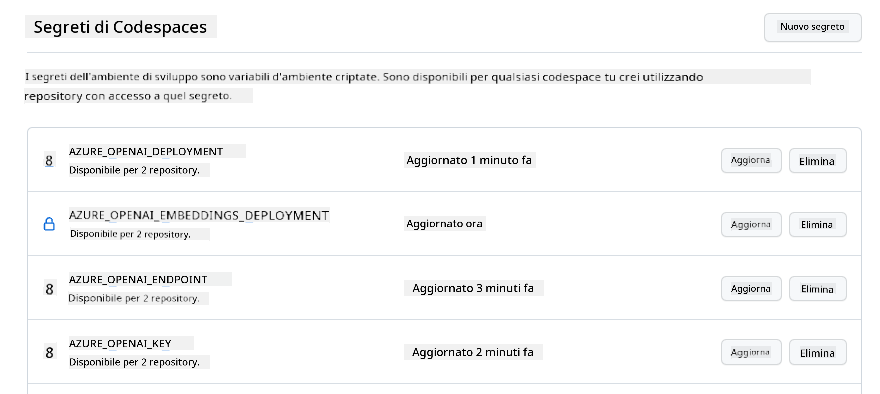 Segreti di Codespaces
Nuovo segreto
I segreti dell'ambiente di sviluppo sono variabili d'ambiente criptate. Sono disponibili per qualsiasi codespace tu crei utilizzando
repository con accesso a quel segreto.
8
AZURE_OPENAI_DEPLOYMENT
Disponibile per 2 repository.
Aggiornato 1 minuto fa
Aggiorna
Elimina
AZURE_OPENAI_EMBEDDINGS_DEPLOYMENT
Disponibile per 2 repository.
Aggiornato ora
Aggiorna
Elimina
8
AZURE_OPENAI_ENDPOINT
Disponibile per 2 repository.
Aggiornato 3 minuti fa
Aggiorna
Elimina
8
AZURE_OPENAI_KEY
Disponibile per 2 repository.
Aggiornato 2 minuti fa
Aggiorna
Elimina